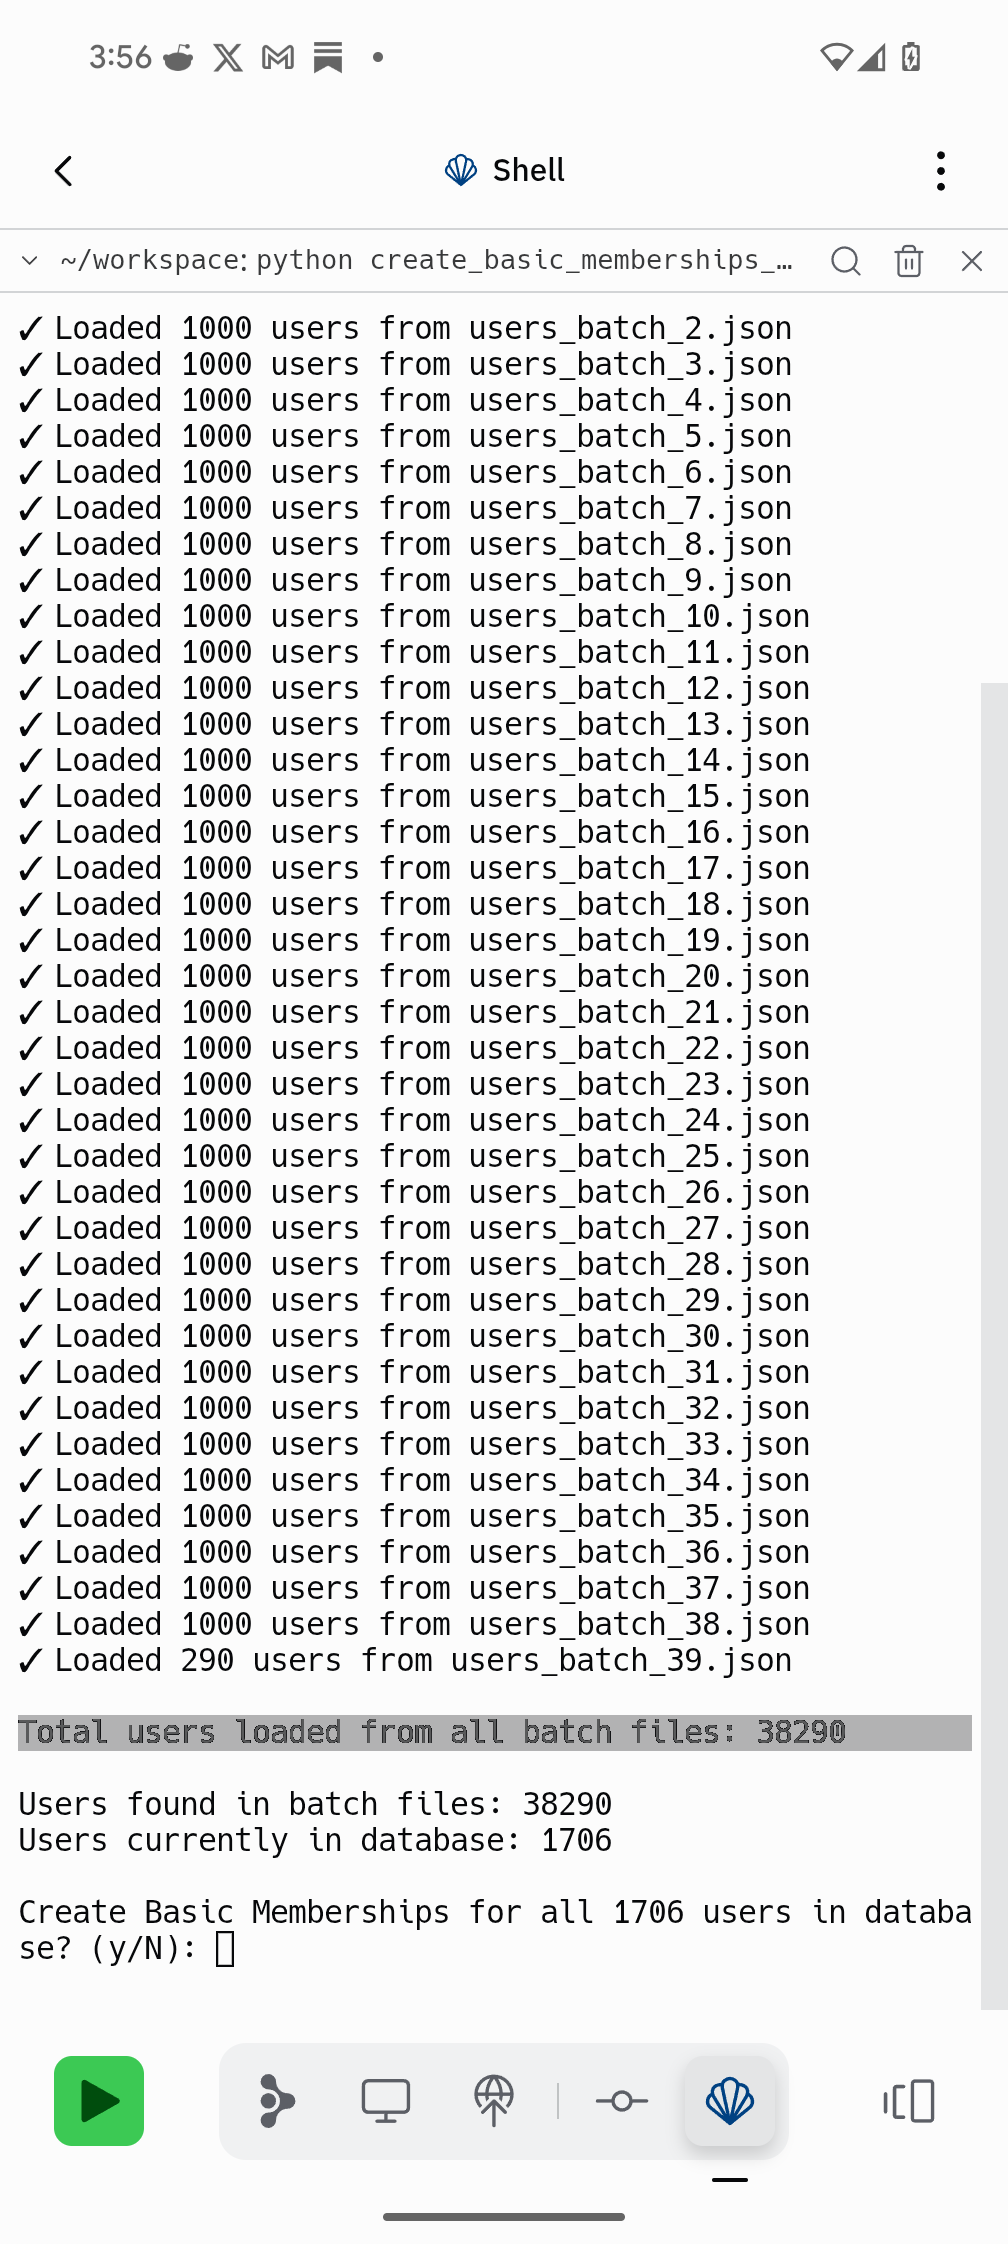 3:56
Shell
~/workspace: python create_basic_memberships_…
✓ Loaded 1000 users from users_batch_2.json
✓ Loaded 1000 users from users_batch_3.json
✓ Loaded 1000 users from users_batch_4.json
✓ Loaded 1000 users from users_batch_5.json
✓ Loaded 1000 users from users_batch_6.json
✓ Loaded 1000 users from users_batch_7.json
✓ Loaded 1000 users from users_batch_8.json
✓ Loaded 1000 users from users_batch_9.json
✓ Loaded 1000 users from users_batch_10.json
✓ Loaded 1000 users from users_batch_11.json
✓ Loaded 1000 users from users_batch_12.json
✓ Loaded 1000 users from users_batch_13.json
✓ Loaded 1000 users from users_batch_14.json
✓ Loaded 1000 users from users_batch_15.json
✓ Loaded 1000 users from users_batch_16.json
✓ Loaded 1000 users from users_batch_17.json
✓ Loaded 1000 users from users_batch_18.json
✓ Loaded 1000 users from users_batch_19.json
✓ Loaded 1000 users from users_batch_20.json
✓ Loaded 1000 users from users_batch_21.json
✓ Loaded 1000 users from users_batch_22.json
✓ Loaded 1000 users from users_batch_23.json
✓ Loaded 1000 users from users_batch_24.json
✓ Loaded 1000 users from users_batch_25.json
✓ Loaded 1000 users from users_batch_26.json
✓ Loaded 1000 users from users_batch_27.json
✓ Loaded 1000 users from users_batch_28.json
✓ Loaded 1000 users from users_batch_29.json
✓ Loaded 1000 users from users_batch_30.json
✓ Loaded 1000 users from users_batch_31.json
✓ Loaded 1000 users from users_batch_32.json
✓ Loaded 1000 users from users_batch_33.json
✓ Loaded 1000 users from users_batch_34.json
✓ Loaded 1000 users from users_batch_35.json
✓ Loaded 1000 users from users_batch_36.json
✓ Loaded 1000 users from users_batch_37.json
✓ Loaded 1000 users from users_batch_38.json
✓ Loaded 290 users from users_batch_39.json
Total users loaded from all batch files: 38290
Users found in batch files: 38290
Users currently in database: 1706
Create Basic Memberships for all 1706 users in databa
se? (y/N):